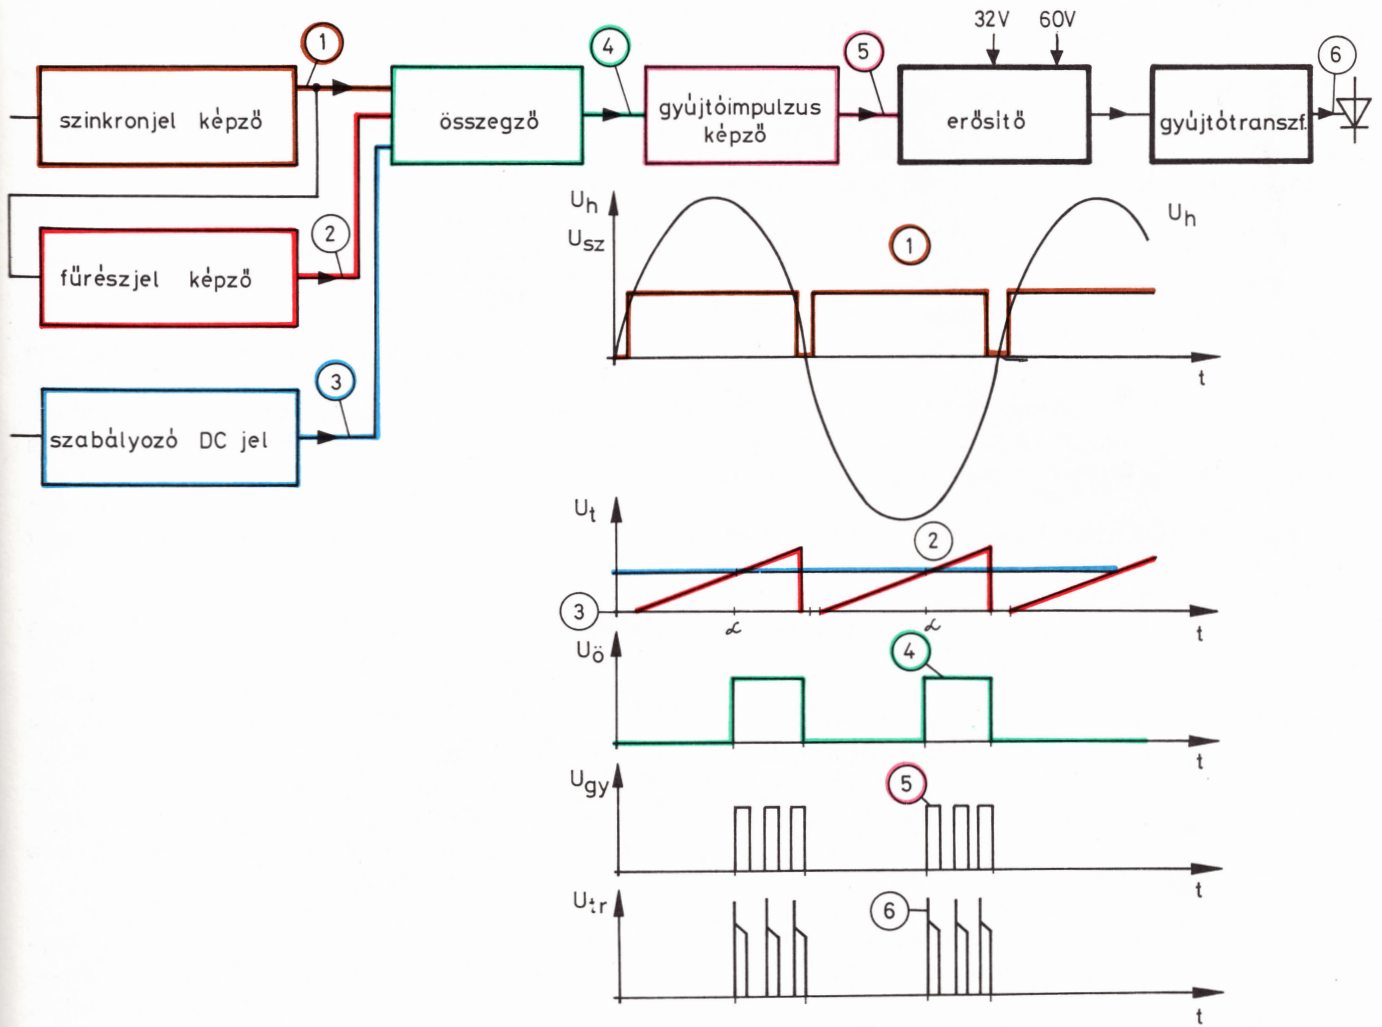 32V 60V
1
4
5
6
szinkronjel képző
összegző
gyújtóimpulzus
képző
erősítő
gyújtótranszf.
2
fűrészjel képző
3
szabályozó DC jel
Uh
Usz
1
Uh
t
Ut
2
3
α
α
t
Uö
4
t
Ugy
5
t
Utr
6
t